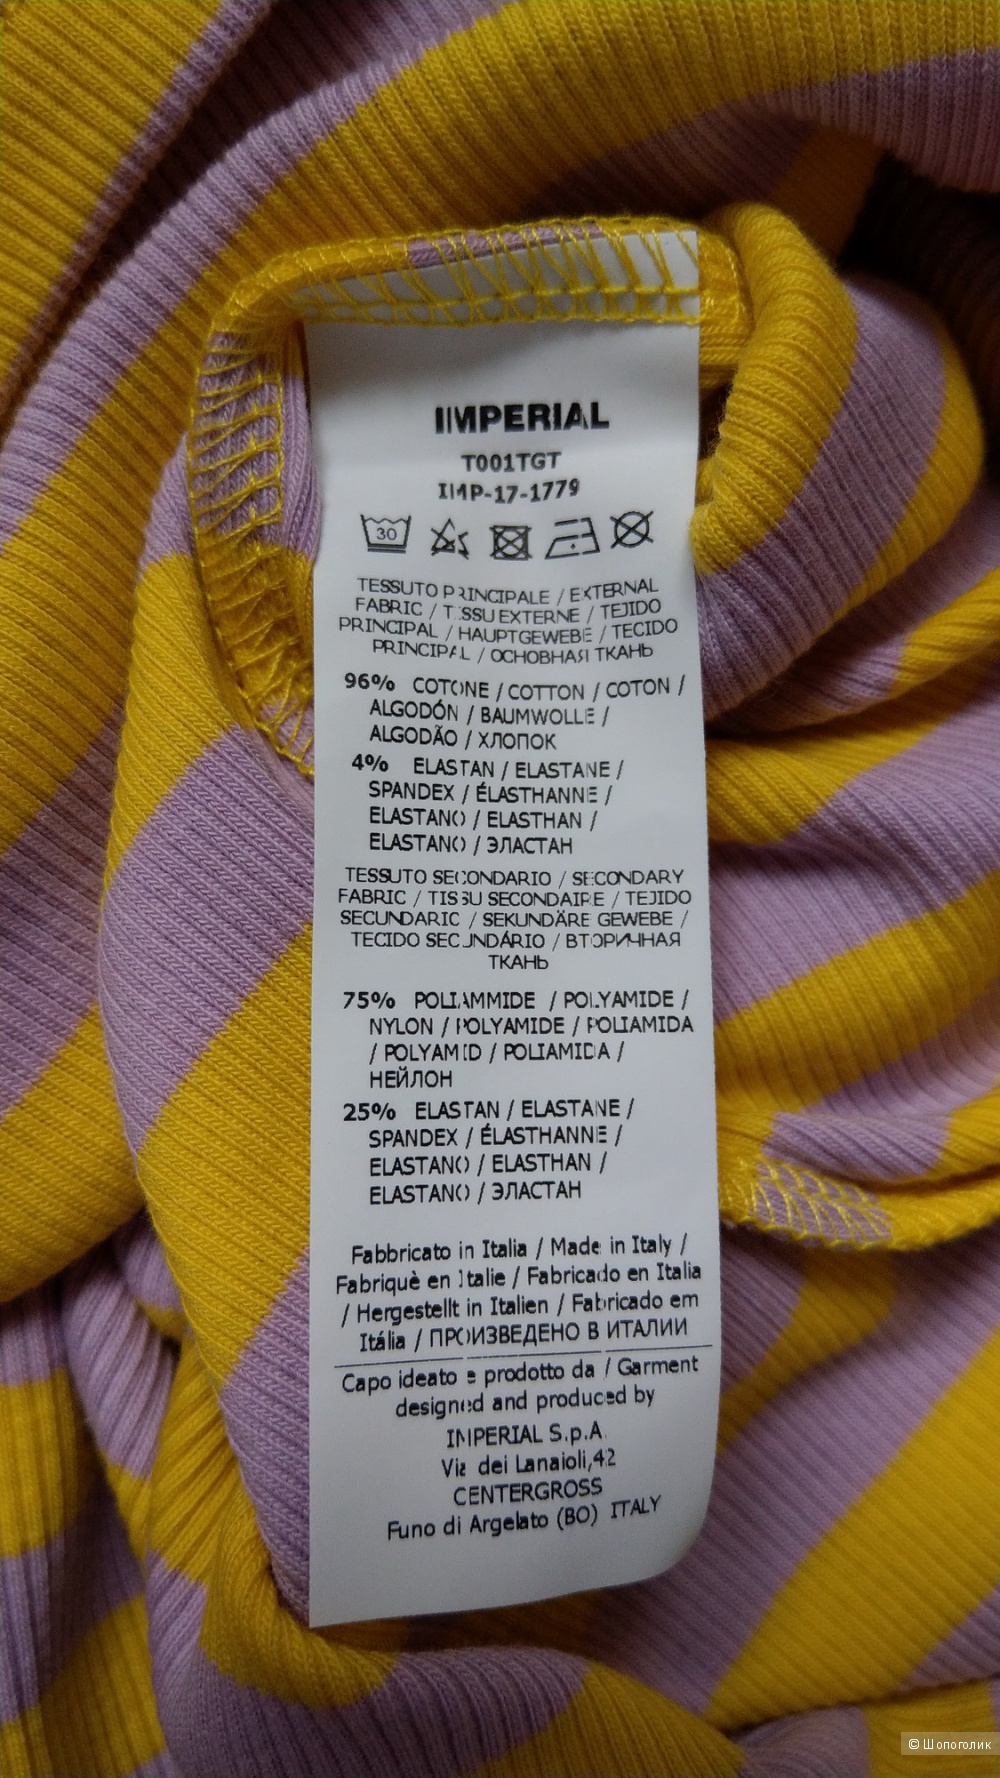 IMPERIAL
T001TGT
IMP-17-1779
30
TESSUTO PRINCIPALE / EXTERNAL
FABRIC / TISSU EXTERNE / TEJIDO
PRINCIPAL / HAUPTGEWEBE / TECIDO
PRINCIPAL / ОСНОВНАЯ ТКАНЬ
96% COTONE / COTTON / COTON /
ALGODÓN / BAUMWOLLE /
ALGODÃO / ХЛОПОК
4% ELASTAN / ELASTANE /
SPANDEX / ÉLASTHANNE /
ELASTANO / ELASTHAN /
ELASTANO / ЭЛАСТАН
TESSUTO SECONDARIO / SECONDARY
FABRIC / TISSU SECONDAIRE / TEJIDO
SECUNDARIO / SEKUNDÄRE GEWEBE /
TECIDO SECUNDÁRIO / ВТОРИЧНАЯ
ТКАНЬ
75% POLIAMMIDE / POLYAMIDE /
NYLON / POLYAMIDE / POLIAMIDA
/ POLYAMID / POLIAMIDA /
НЕЙЛОН
25% ELASTAN / ELASTANE /
SPANDEX / ÉLASTHANNE /
ELASTANO / ELASTHAN /
ELASTANO / ЭЛАСТАН
Fabbricato in Italia / Made in Italy /
Fabriquè en Italie / Fabricado en Italia
/ Hergestellt in Italien / Fabricado em
Itália / ПРОИЗВЕДЕНО В ИТАЛИИ
Capo ideato e prodotto da / Garment
designed and produced by
IMPERIAL S.p.A.
Via dei Lanaioli,42
CENTERGROSS
Funo di Argelato (BO) ITALY
© Шопоголик